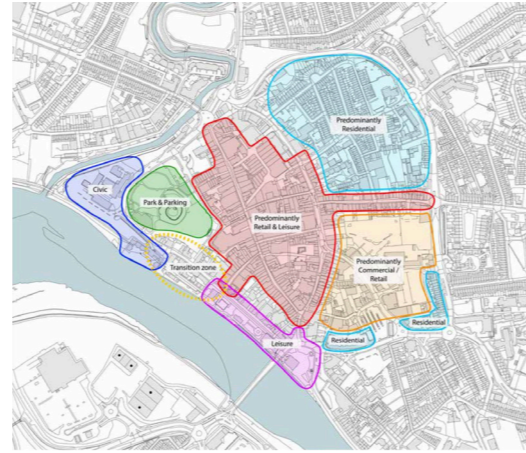 Predominantly
Residential
Civic
Park & Parking
Predominantly
Retail & Leisure
Transition zone
Predominantly
Commercial /
Retail
Residential
Residential
Leisure